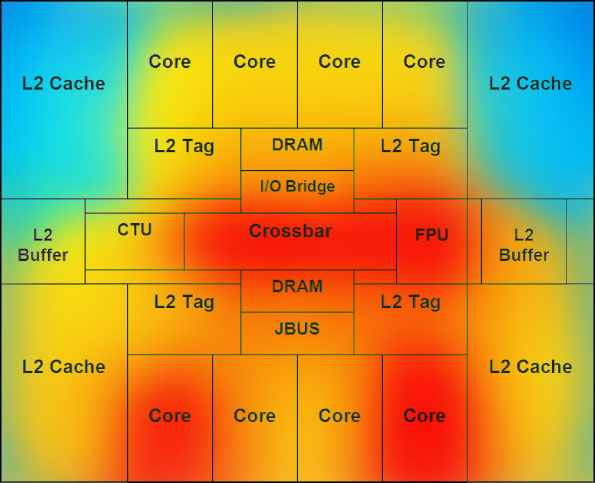 Core
Core
Core
Core
L2 Cache
L2 Cache
L2 Tag
DRAM
L2 Tag
I/O Bridge
CTU
Crossbar
FPU
L2
Buffer
L2
Buffer
DRAM
L2 Tag
L2 Tag
JBUS
L2 Cache
L2 Cache
Core
Core
Core
Core